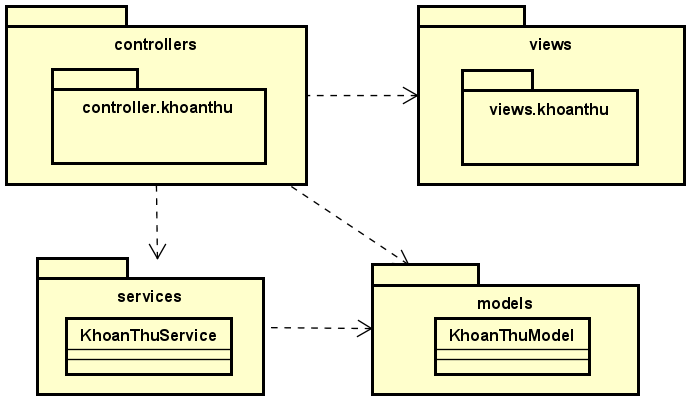 controllers
views
controller.khoanthu
views.khoanthu
services
models
KhoanThuService
KhoanThuModel